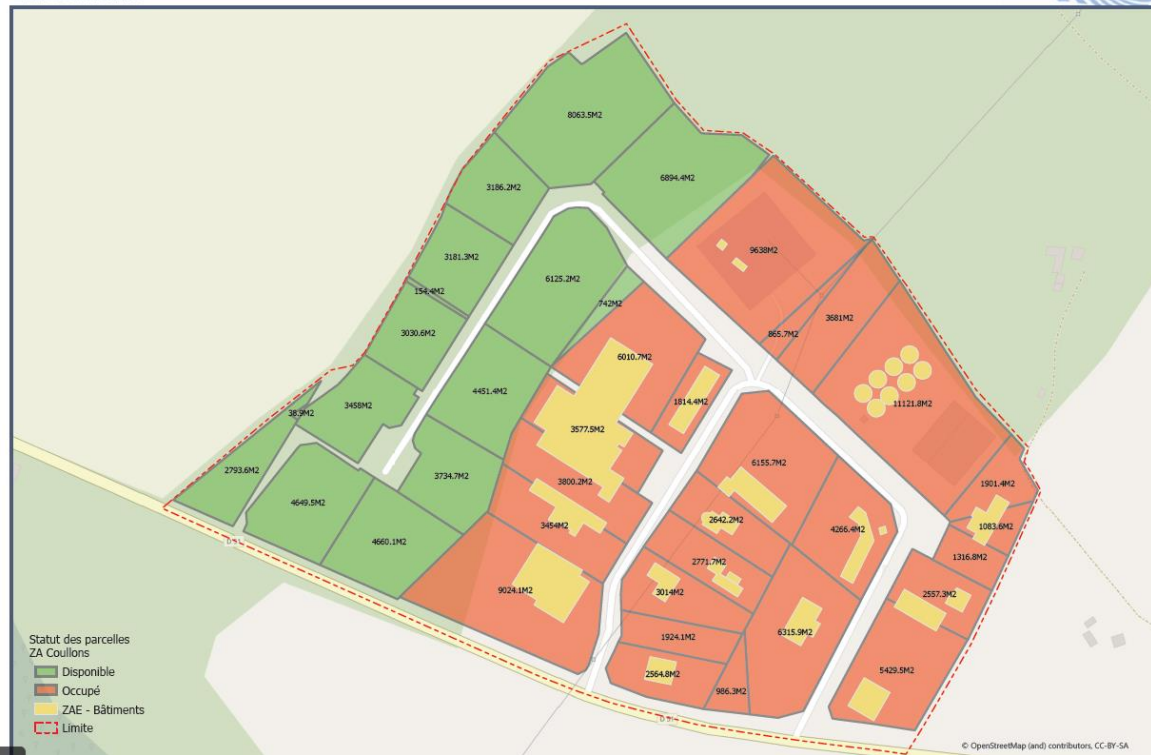 8063.5M2
6894.4M2
3186.2M2
9638M2
3181.3M2
6125.2M2
154.4M2
742M2
3681M2
3030.6M2
865.7M2
6010.7M2
4451.4M2
1814.4M2
11121.8M2
3458M2
38.9M2
3577.5M2
2793.6M2
3734.7M2
6155.7M2
3800.2M2
1901.4M2
4649.5M2
3454M2
2642.2M2
4266.4M2
1083.6M2
4660.1M2
D 51
1316.8M2
2771.7M2
9024.1M2
3014M2
2557.3M2
1924.1M2
6315.9M2
2564.8M2
5429.5M2
986.3M2
D 51
Statut des parcelles
ZA Coullons
Disponible
Occupé
ZAE - Bâtiments
Limite
© OpenStreetMap (and) contributors, CC-BY-SA